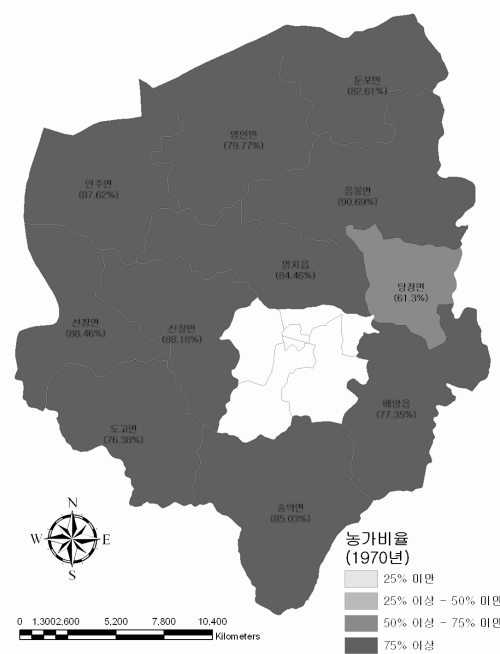 둔포면
(82.61%)
영인면
(79.77%)
인주면
(87.62%)
음봉면
(90.69%)
염치읍
(84.46%)
탕정면
(61.3%)
선장면
(88.46%)
신창면
(88.18%)
배방읍
(77.35%)
도고면
(76.38%)
송악면
(85.03%)
N
W E
S
농가비율
(1970년)
25% 미만
25% 이상 - 50% 미만
50% 이상 - 75% 미만
75% 이상
0 1,300 2,600 5,200 7,800 10,400
Kilometers